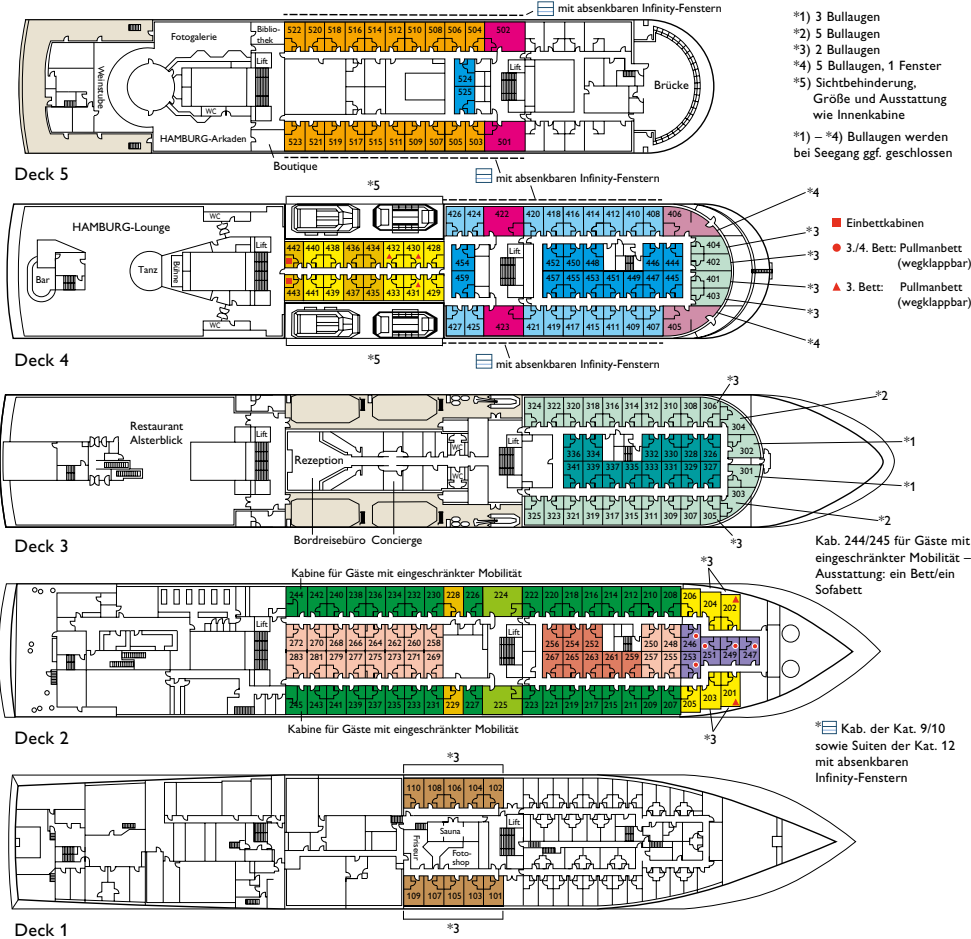 mit absenkbaren Infinity-Fenstern
522 520 518 516 514 512 510 508 506 504 502
Fotogalerie
Biblio-
thek
Lift
Lift
Weinstube
524
525
WC
Brücke
HAMBURG-Arkaden
523 521 519 517 515 511 509 507 505 503 501
Boutique
Deck 5
mit absenkbaren Infinity-Fenstern
*1) 3 Bullaugen
*2) 5 Bullaugen
*3) 2 Bullaugen
*4) 5 Bullaugen, 1 Fenster
*5) Sichtbehinderung,
Größe und Ausstattung
wie Innenkabine
*1) – *4) Bullaugen werden
bei Seegang ggf. geschlossen
*5
*4
*3
*3
*3
*3
*4
WC
HAMBURG-Lounge
Lift
Lift
Bar
Tanz
Bühne
WC
426 424 422 420 418 416 414 412 410 408 406
442 440 438 436 434 432 430 428
404
402
401
403
454 452 450 448 446 444
459 457 455 453 451 449 447 445
443 441 439 437 435 433 431 429
427 425 423 421 419 417 415 411 409 407 405
*5
Deck 4
mit absenkbaren Infinity-Fenstern
Einbettkabinen
3./4. Bett: Pullmanbett
(wegklappbar)
3. Bett: Pullmanbett
(wegklappbar)
*3
*2
*1
*1
*2
*3
Restaurant
Alsterblick
Lift
Lift
Rezeption
WC
WC
324 322 320 318 316 314 312 310 308 306
304
302
301
303
336 334 332 330 328 326
341 339 337 335 333 331 329 327
325 323 321 319 317 315 311 309 307 305
Bordreisebüro Concierge
Deck 3
Kab. 244/245 für Gäste mit
eingeschränkter Mobilität –
Ausstattung: ein Bett/ein
Sofabett
Kabine für Gäste mit eingeschränkter Mobilität
*3
244 242 240 238 236 234 232 230 228 226 224 222 220 218 216 214 212 210 208 206 204 202
Lift
Lift
272 270 268 266 264 262 260 258 256 254 252 250 248 246
283 281 279 277 275 273 271 269 267 265 263 261 259 257 255 253 251 249 247
245 243 241 239 237 235 233 231 229 227 225 223 221 219 217 215 211 209 207 205 203 201
Kabine für Gäste mit eingeschränkter Mobilität
*3
Deck 2
* Kab. der Kat. 9/10
sowie Suiten der Kat. 12
mit absenkbaren
Infinity-Fenstern
*3
110 108 106 104 102
Friseur
Sauna
Foto-
shop
Lift
109 107 105 103 101
*3
Deck 1